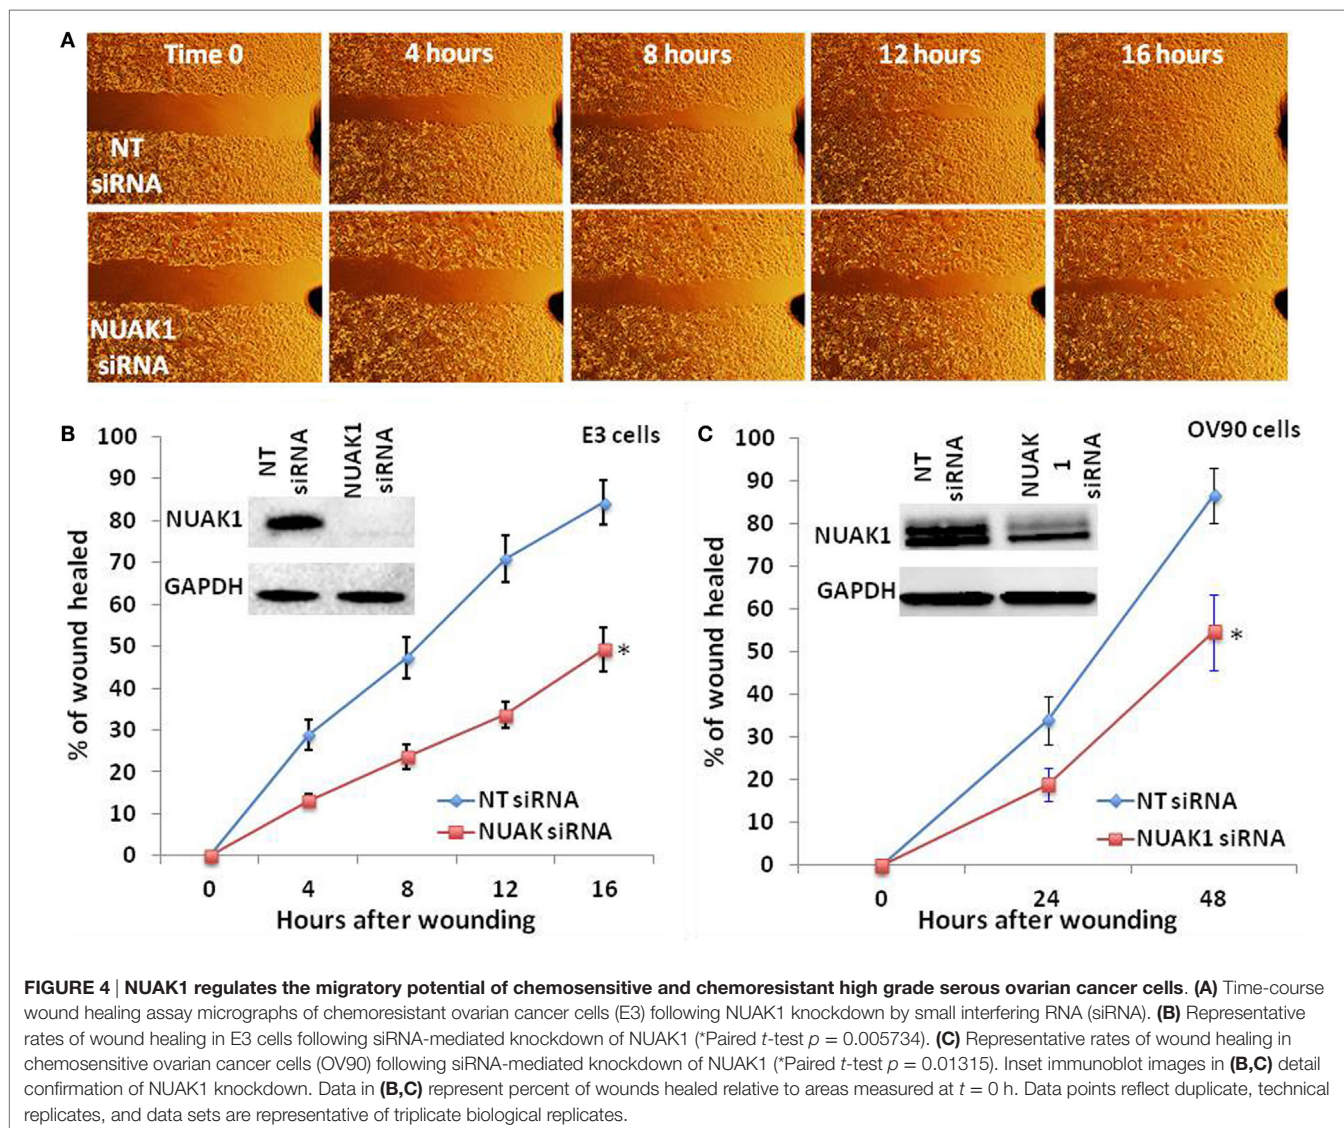 A
Time 0
4 hours
8 hours
12 hours
16 hours
NT
siRNA
NUAK1
siRNA
B
100
90
80
70
60
50
40
30
20
10
0
% of wound healed
NT
siRNA
NUAK1
siRNA
E3 cells
NUAK1
GAPDH
*
NT siRNA
NUAK siRNA
0
4
8
12
16
Hours after wounding
C
100
90
80
70
60
50
40
30
20
10
0
% of wound healed
NT
siRNA
NUAK
1
siRNA
OV90 cells
NUAK1
GAPDH
*
NT siRNA
NUAK1 siRNA
0
24
48
Hours after wounding
FIGURE 4 | NUAK1 regulates the migratory potential of chemosensitive and chemoresistant high grade serous ovarian cancer cells. (A) Time-course
wound healing assay micrographs of chemoresistant ovarian cancer cells (E3) following NUAK1 knockdown by small interfering RNA (siRNA). (B) Representative
rates of wound healing in E3 cells following siRNA-mediated knockdown of NUAK1 (*Paired t-test p = 0.005734). (C) Representative rates of wound healing in
chemosensitive ovarian cancer cells (OV90) following siRNA-mediated knockdown of NUAK1 (*Paired t-test p = 0.01315). Inset immunoblot images in (B,C) detail
confirmation of NUAK1 knockdown. Data in (B,C) represent percent of wounds healed relative to areas measured at t = 0 h. Data points reflect duplicate, technical
replicates, and data sets are representative of triplicate biological replicates.